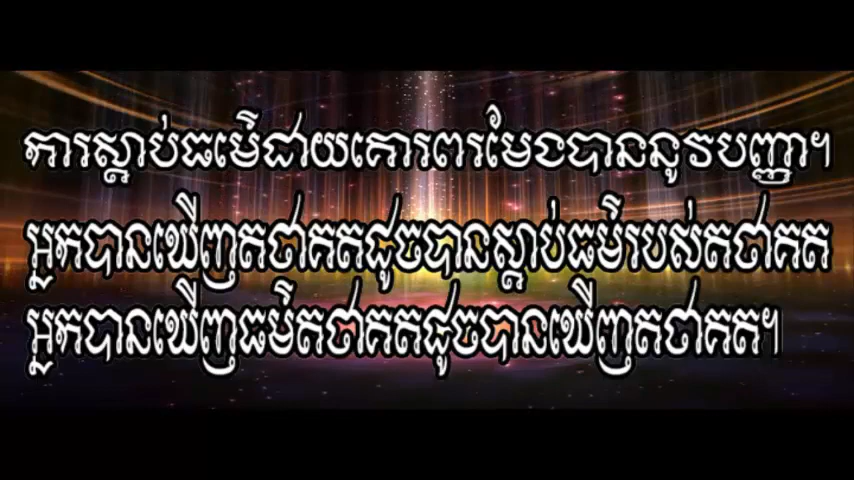 ការស្តាប់ធម៌ដោយគោរពរមែងបាននូវបញ្ញា។
អ្នកបានឃើញតថាគតដូចបានស្តាប់ធម៌របស់តថាគត
អ្នកបានឃើញធម៌តថាគតដូចបានឃើញតថាគត។